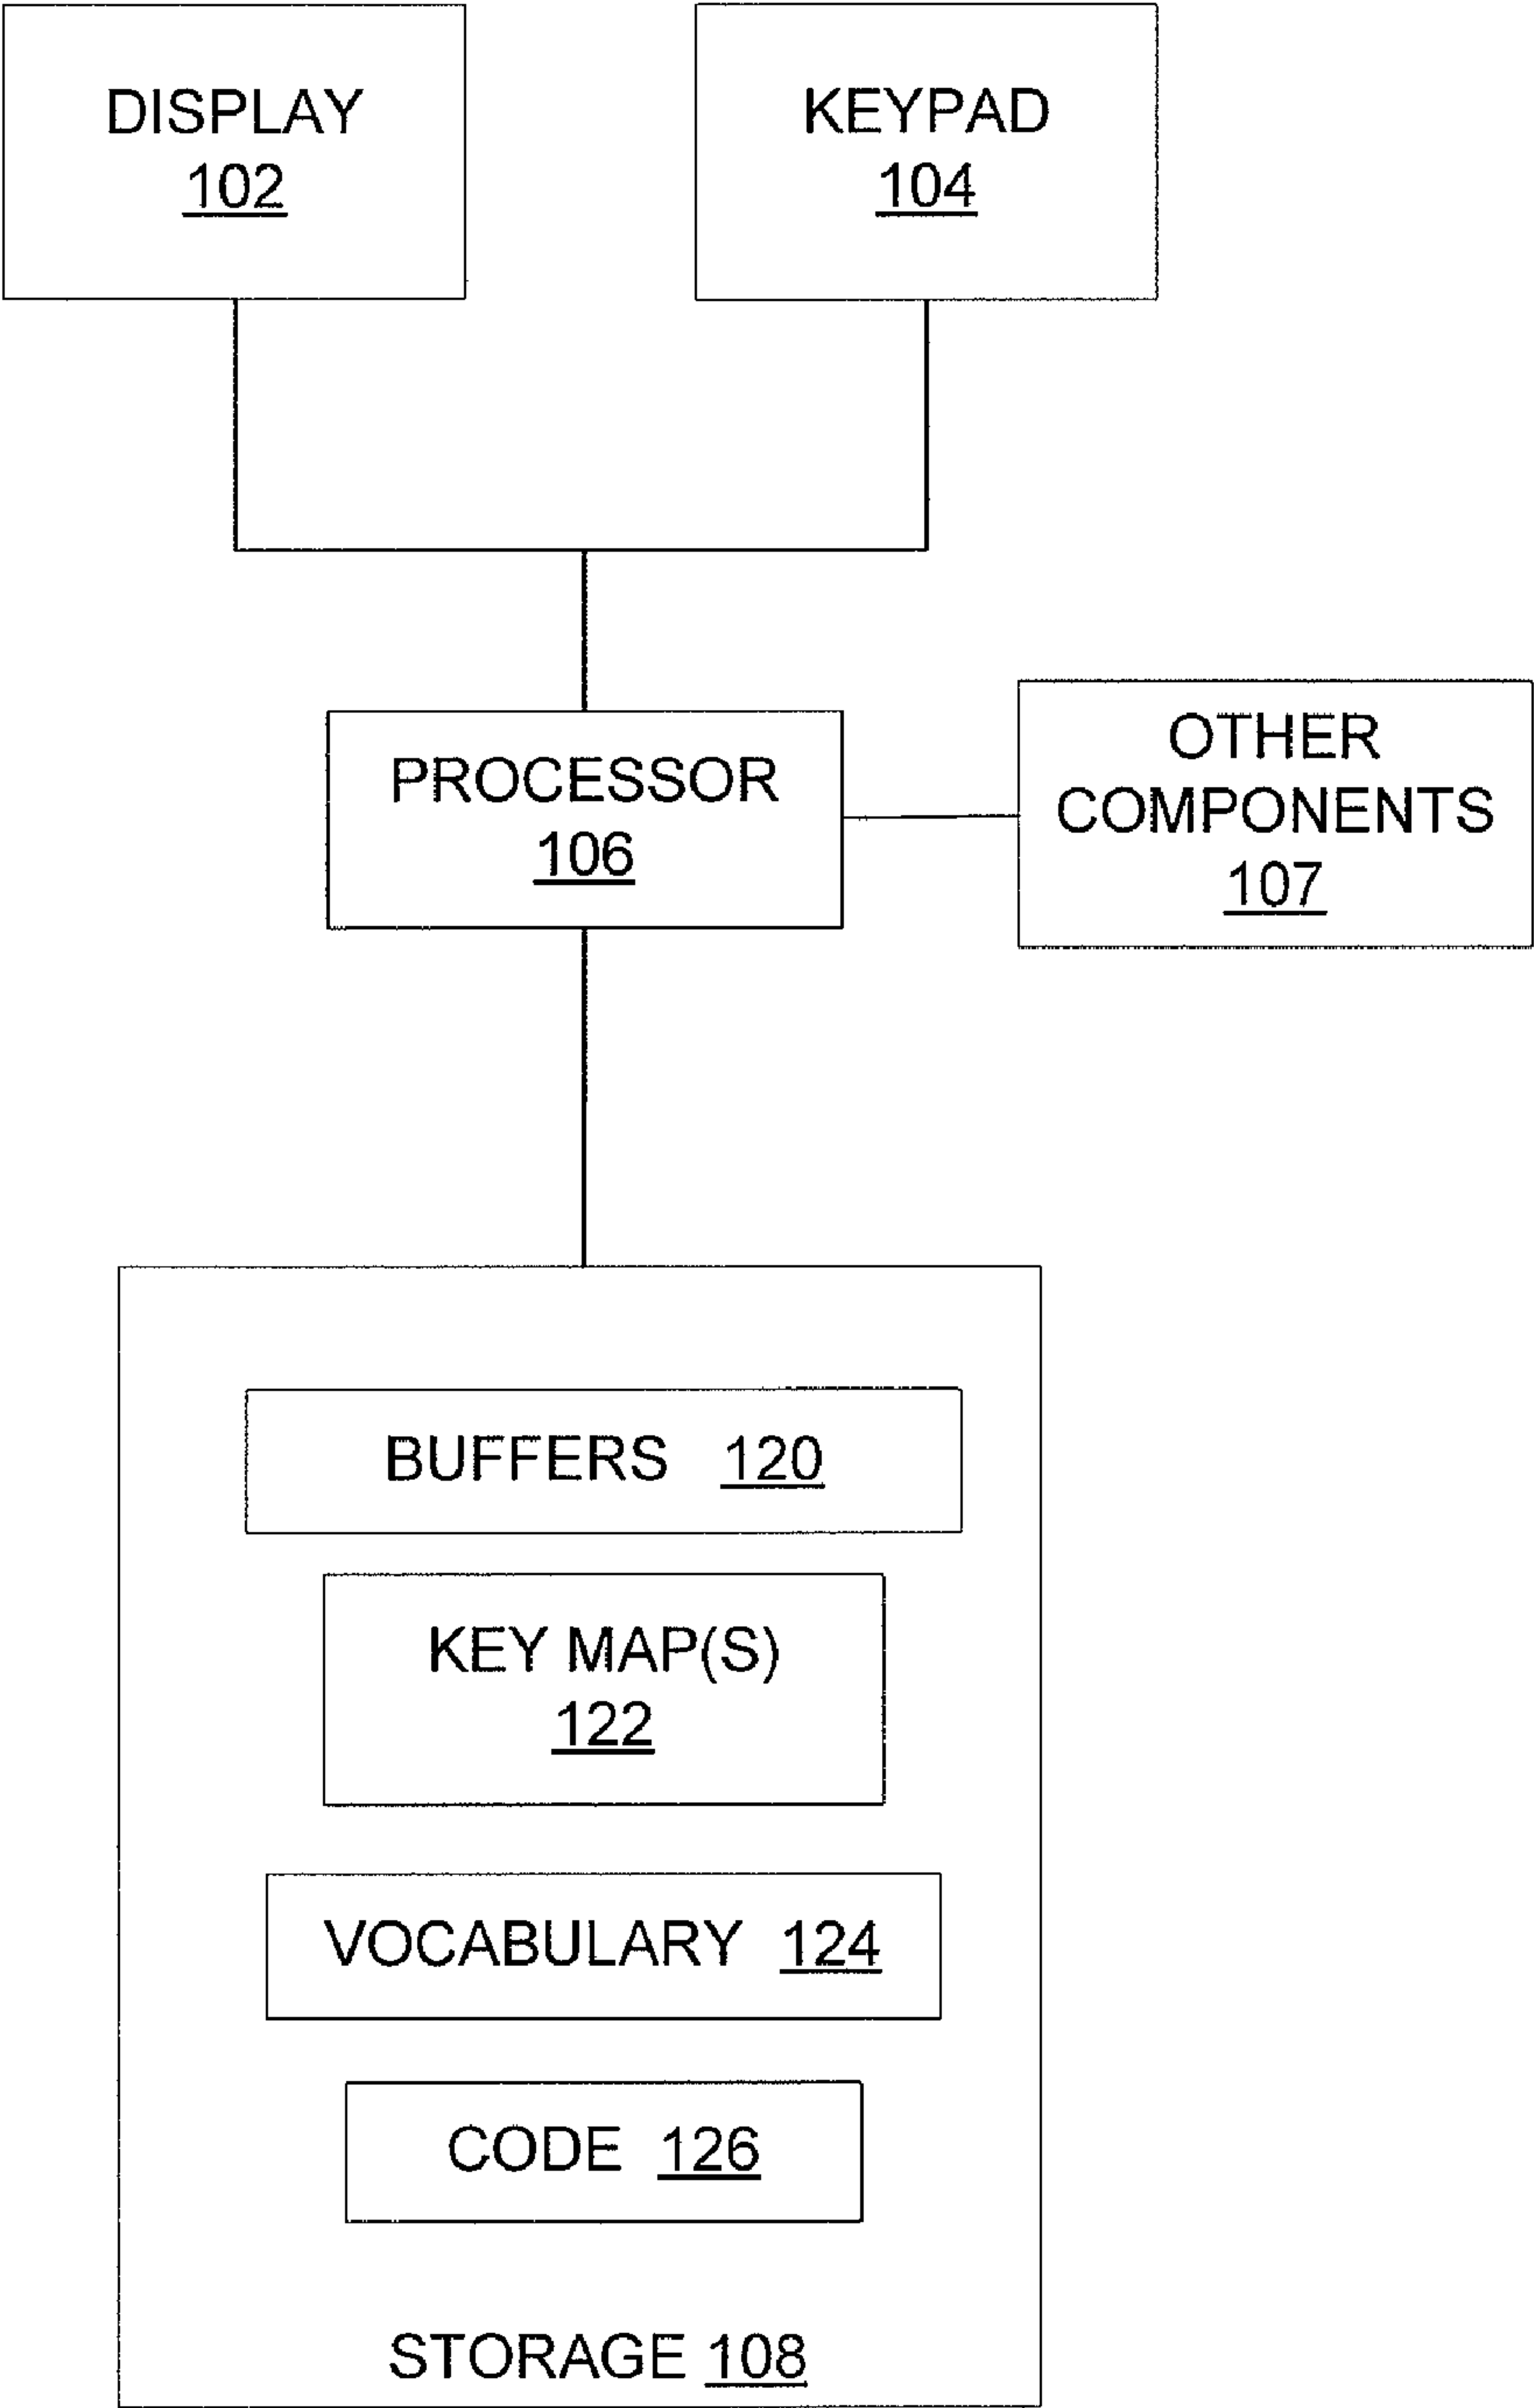 DISPLAY
102
KEYPAD
104
PROCESSOR
106
OTHER
COMPONENTS
107
BUFFERS 120
KEY MAP(S)
122
VOCABULARY 124
CODE 126
STORAGE 108